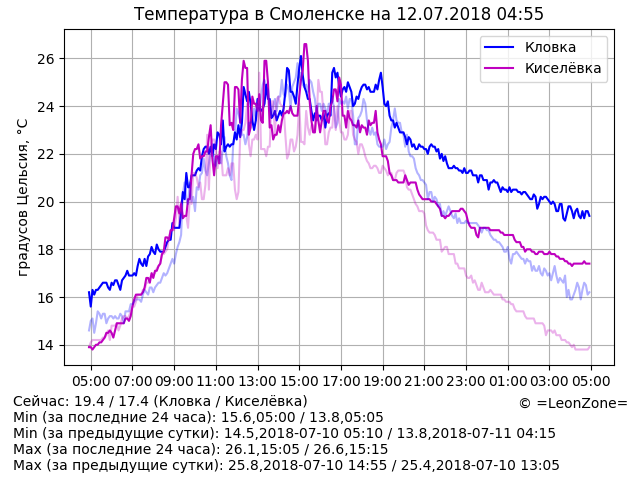 Температура в Смоленске на 12.07.2018 04:55
градусов Цельсия, °C
26
24
22
20
18
16
14
Кловка
Киселёвка
05:00 07:00 09:00 11:00 13:00 15:00 17:00 19:00 21:00 23:00 01:00 03:00 05:00
Сейчас: 19.4 / 17.4 (Кловка / Киселёвка)
© =LeonZone=
Min (за последние 24 часа): 15.6,05:00 / 13.8,05:05
Min (за предыдущие сутки): 14.5,2018-07-10 05:10 / 13.8,2018-07-11 04:15
Max (за последние 24 часа): 26.1,15:05 / 26.6,15:15
Max (за предыдущие сутки): 25.8,2018-07-10 14:55 / 25.4,2018-07-10 13:05